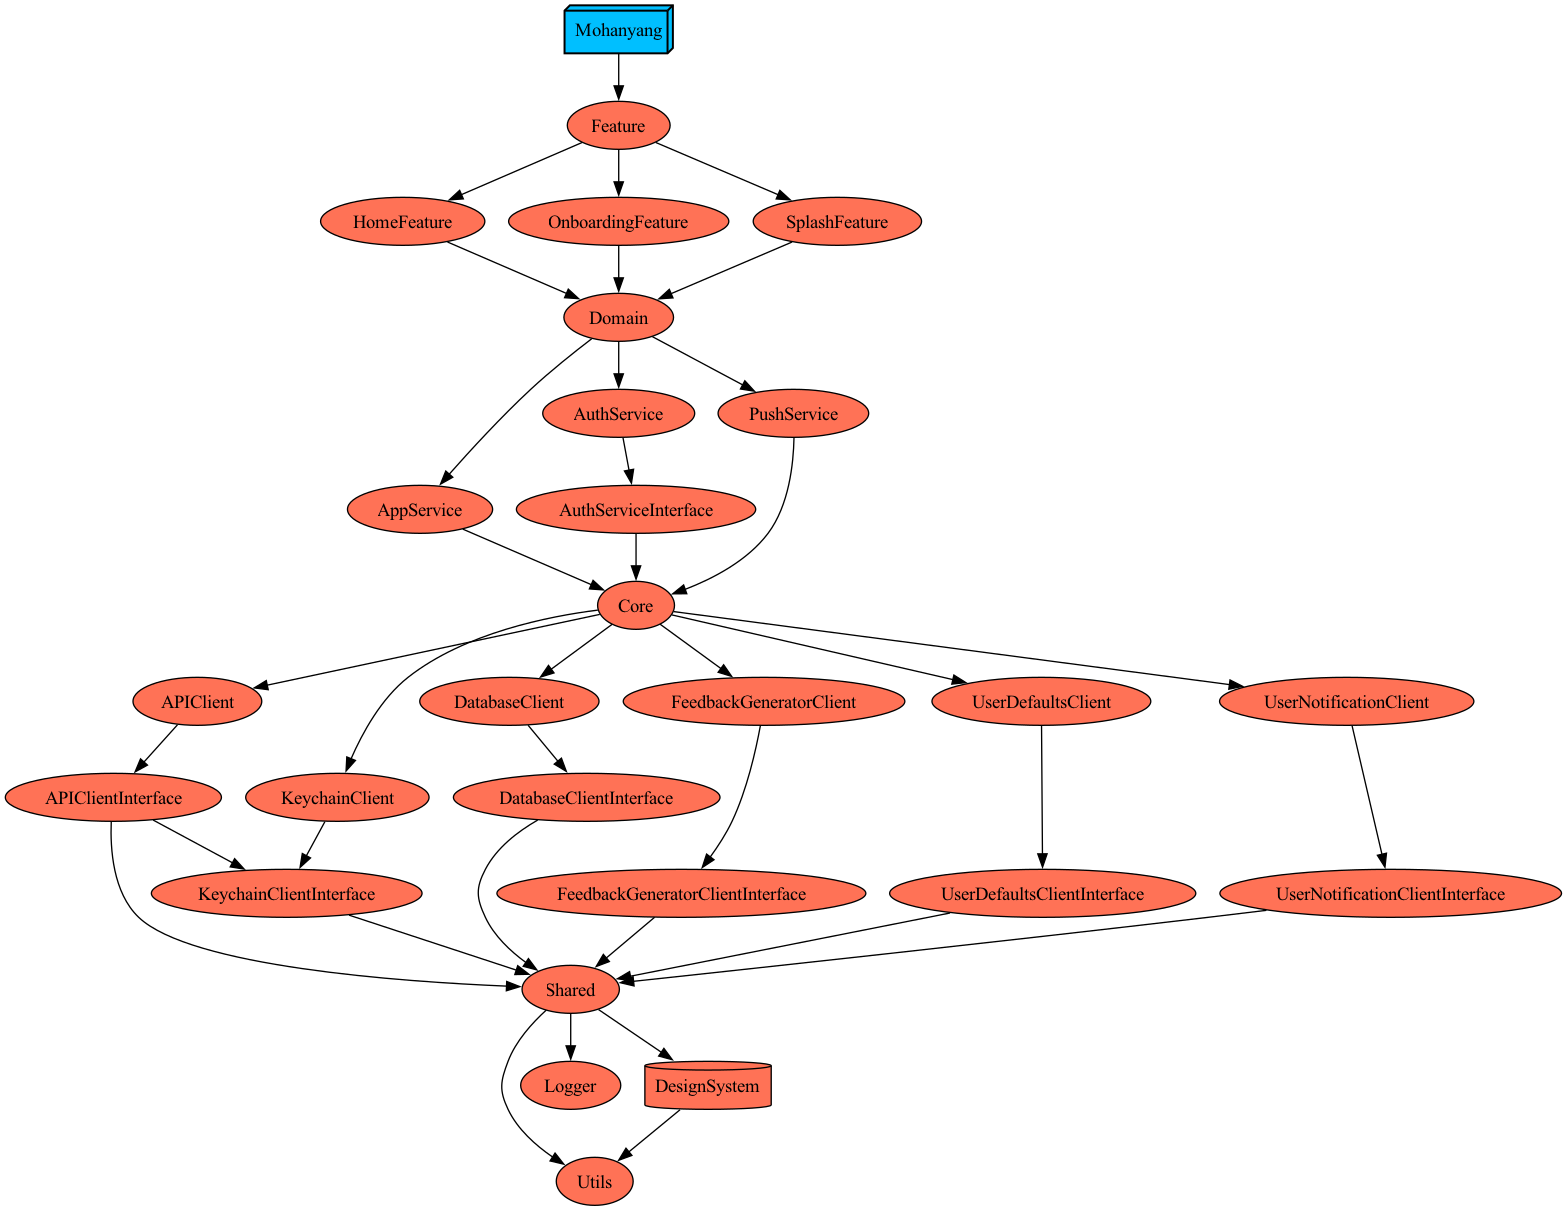 Mohanyang
Feature
HomeFeature
OnboardingFeature
SplashFeature
Domain
AuthService
PushService
AppService
AuthServiceInterface
Core
APIClient
DatabaseClient
FeedbackGeneratorClient
UserDefaultsClient
UserNotificationClient
APIClientInterface
KeychainClient
DatabaseClientInterface
KeychainClientInterface
FeedbackGeneratorClientInterface
UserDefaultsClientInterface
UserNotificationClientInterface
Shared
Logger
DesignSystem
Utils